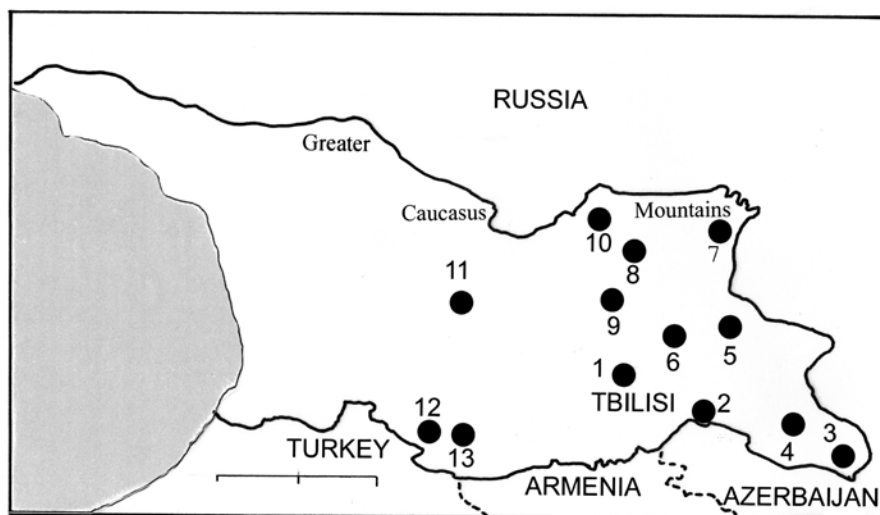 RUSSIA
Greater
Caucasus
Mountains
10
8
7
11
9
6
5
1
TBILISI
2
12
13
4
3
TURKEY
ARMENIA
AZERBAIJAN